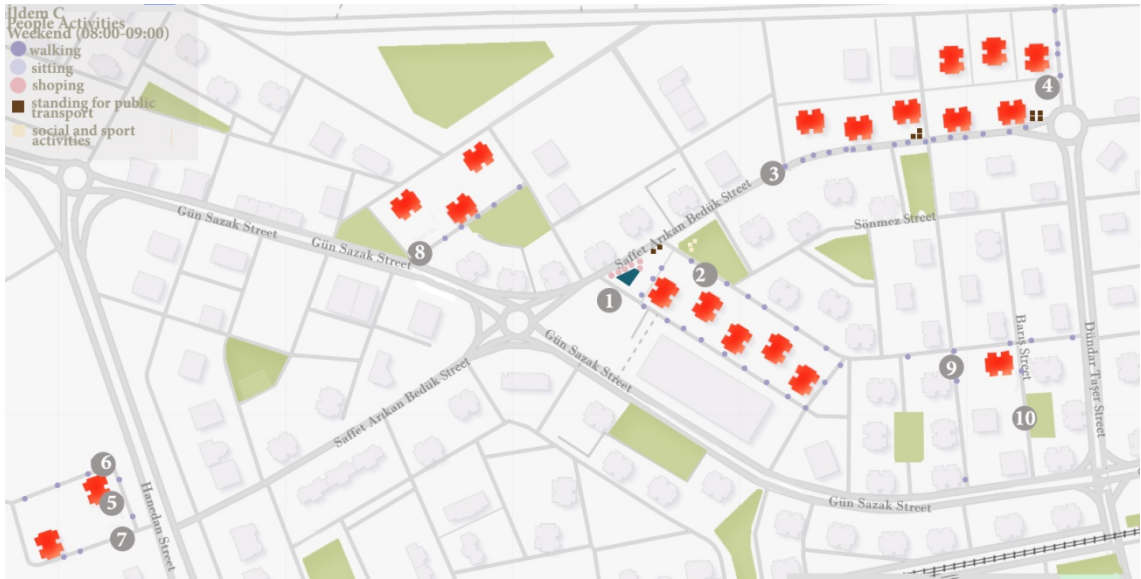 Ildem C
People Activities
Weekend (08:00-09:00)
walking
sitting
shoping
standing for public
transport
social and sport
activities
4
3
Saffet Arıkan Bedük Street
Sönmez Street
Gün Sazak Street
Gün Sazak Street
8
2
1
Gün Sazak Street
Barış Street
Dündar Taşer Street
9
Saffet Arıkan Bedük Street
10
6
5
7
Hanedan Street
Gün Sazak Street